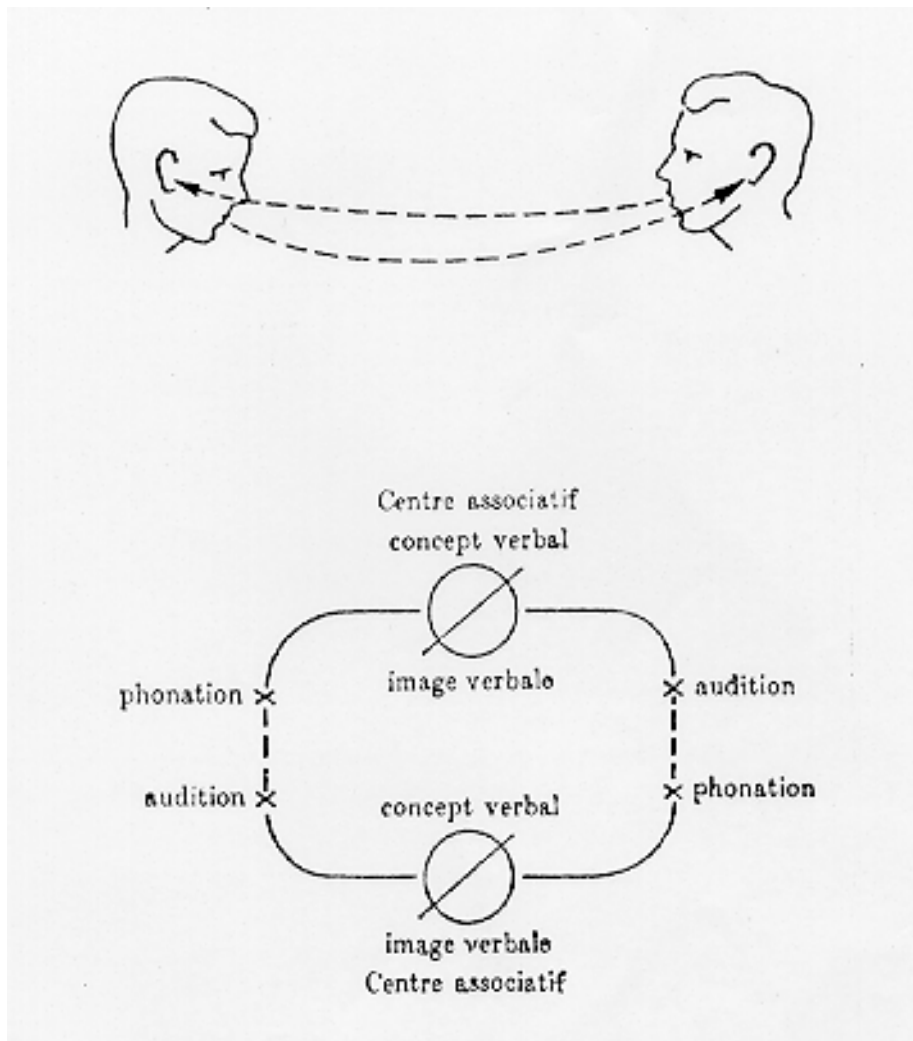 Centre associatif
concept verbal
image verbale
phonation
audition
audition
phonation
concept verbal
image verbale
Centre associatif